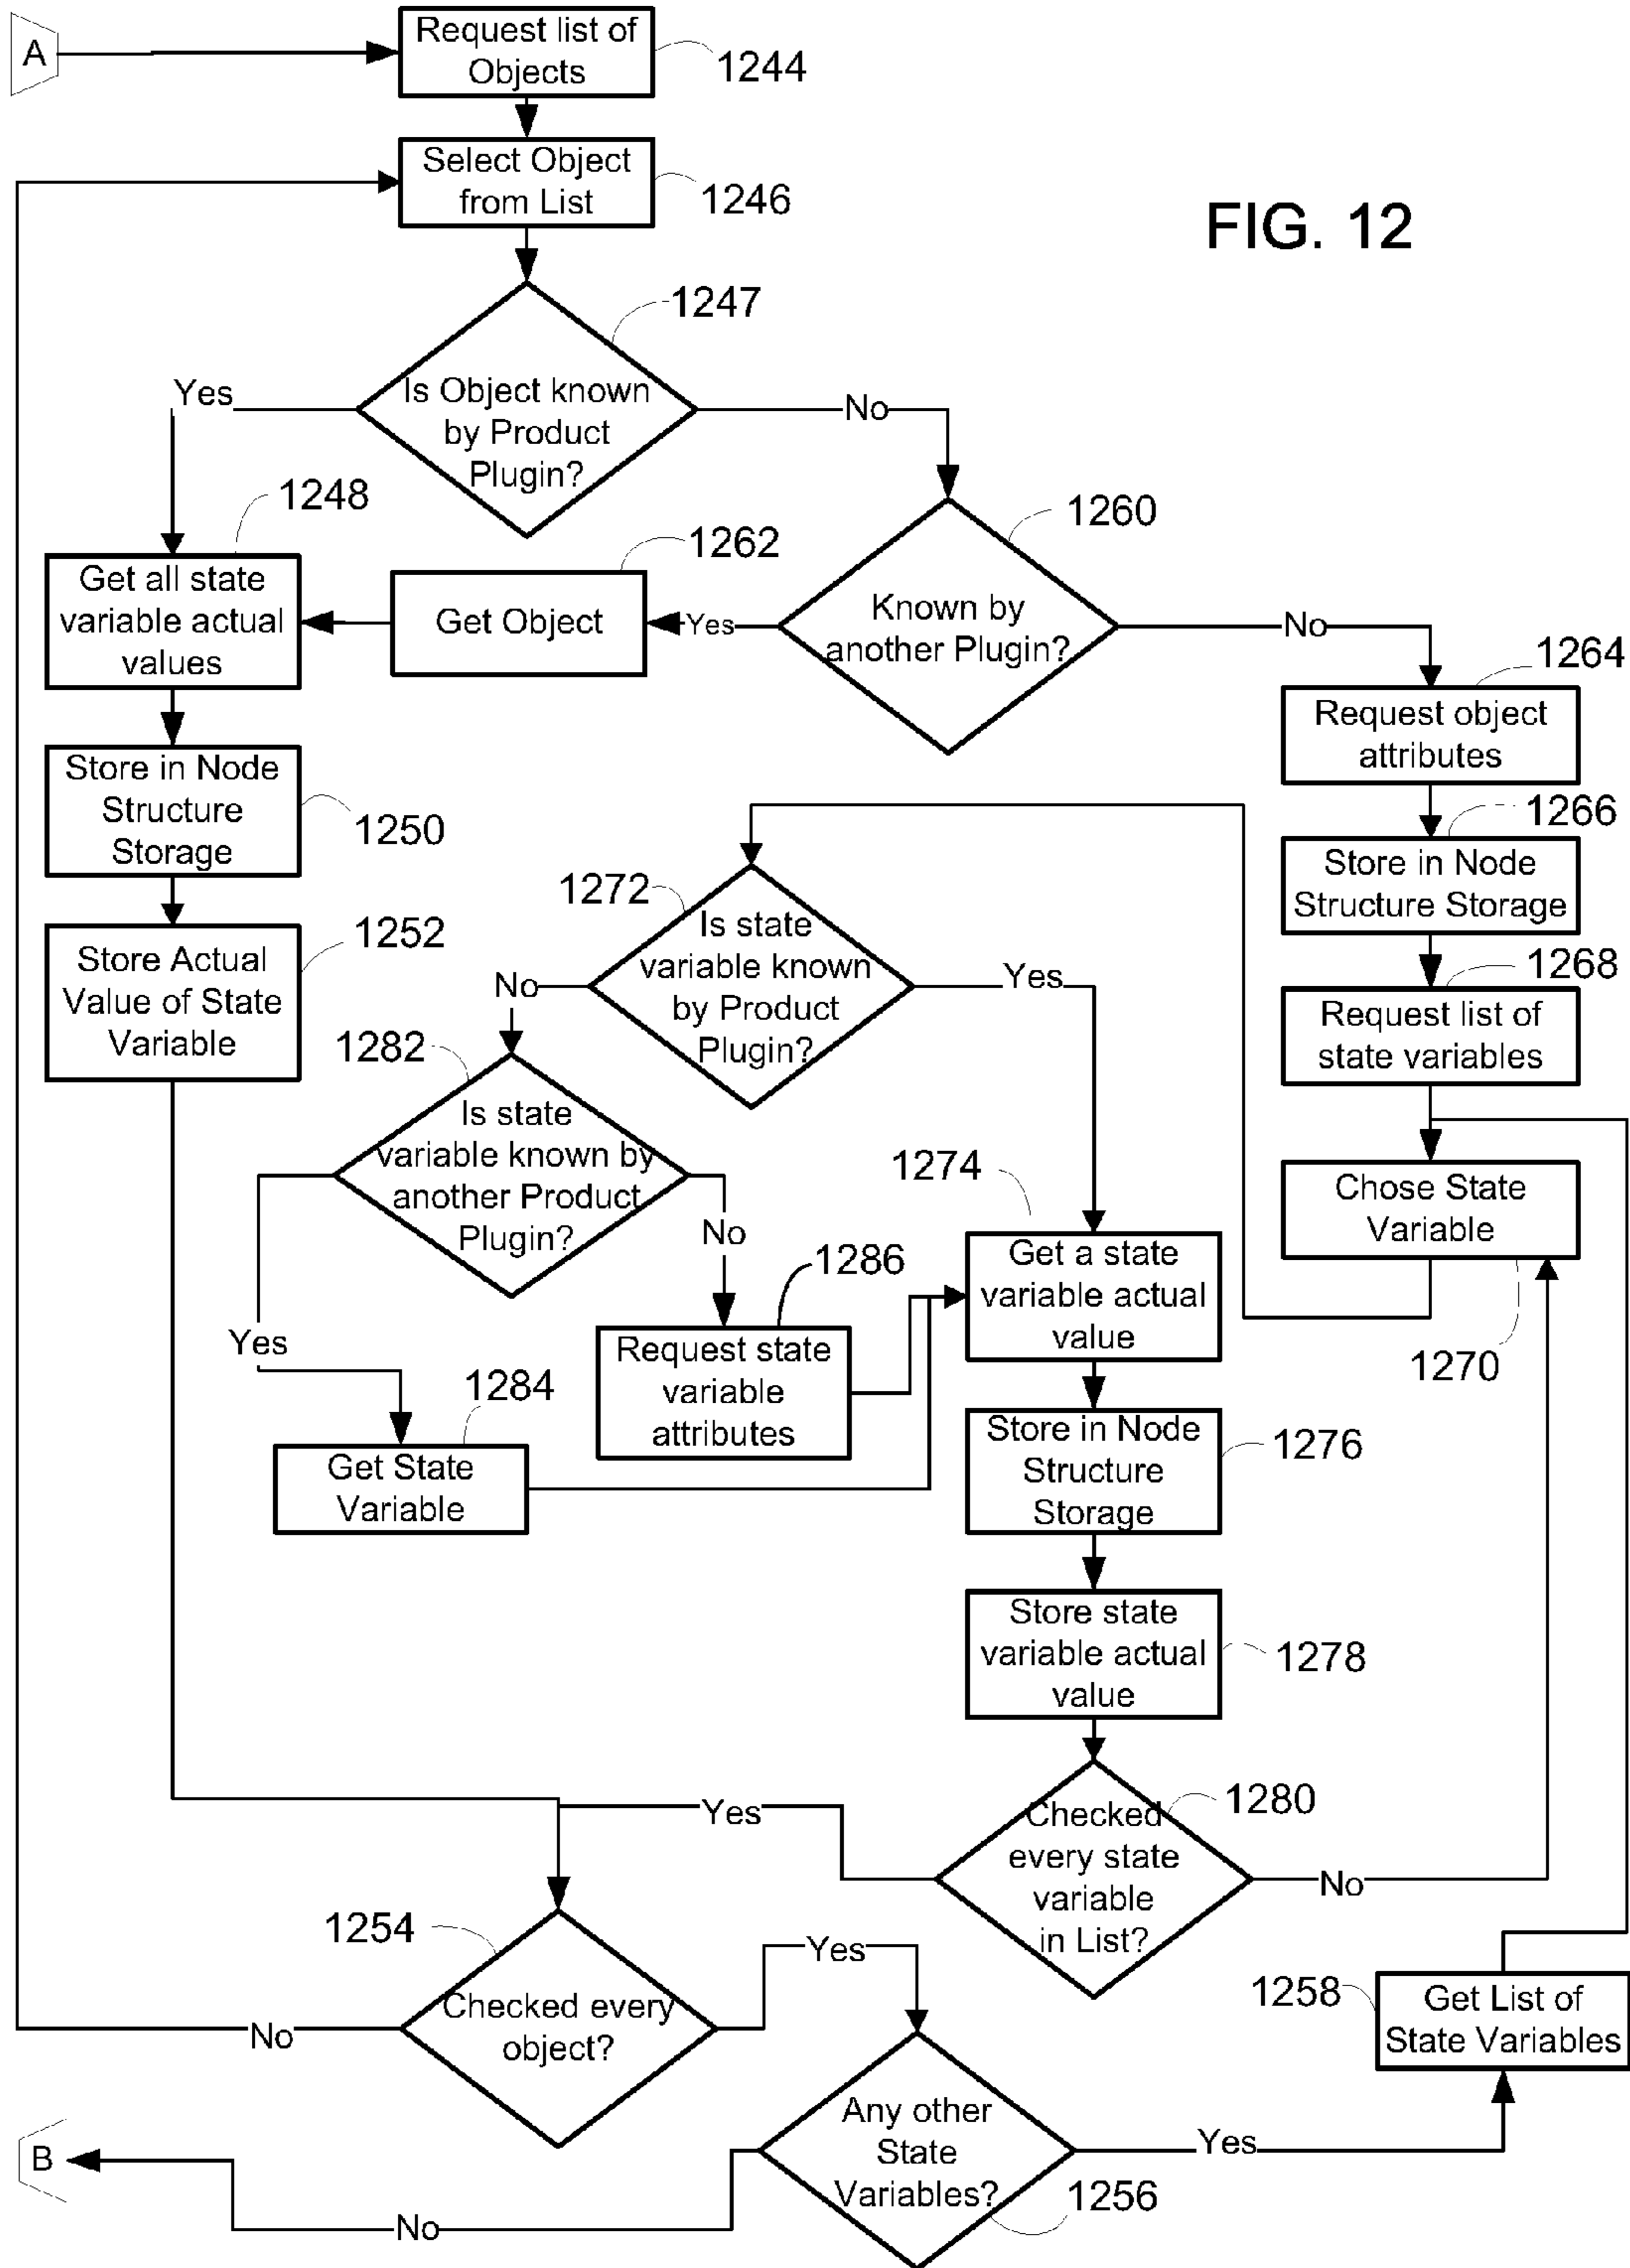 A
Request list of
Objects
1244
Select Object
from List
1246
FIG. 12
1247
Is Object known
by Product
Plugin?
Yes
No
1248
Get all state
variable actual
values
1262
Get Object
Yes
1260
Known by
another Plugin?
No
1264
Request object
attributes
Store in Node
Structure
Storage
1250
1266
Store in Node
Structure Storage
1272
Is state
variable known
by Product
Plugin?
No
Yes
1252
Store Actual
Value of State
Variable
1268
Request list of
state variables
1282
Is state
variable known by
another Product
Plugin?
No
Yes
1274
Get a state
variable actual
value
Chose State
Variable
1270
1286
Request state
variable
attributes
1284
Get State
Variable
Store in Node
Structure
Storage
1276
Store state
variable actual
value
1278
Checked
every state
variable
in List?
1280
Yes
No
1254
Checked every
object?
Yes
No
1258
Get List of
State Variables
Any other
State
Variables?
1256
Yes
No
B